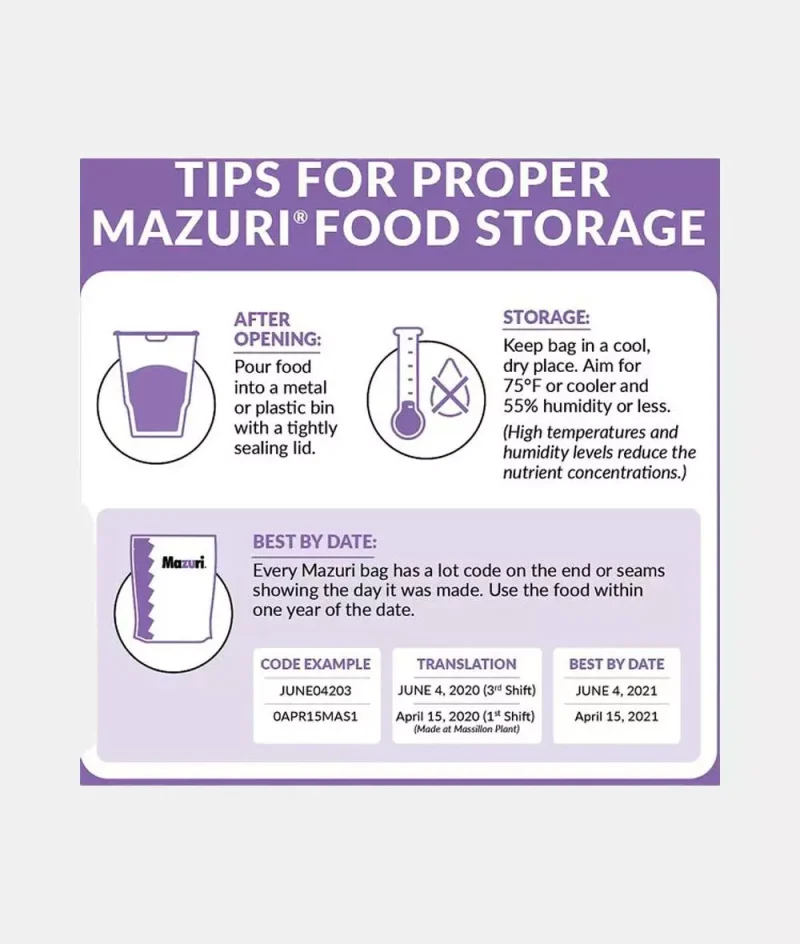 TIPS FOR PROPER
MAZURI® FOOD STORAGE
AFTER
OPENING:
Pour food
into a metal
or plastic bin
with a tightly
sealing lid.
STORAGE:
Keep bag in a cool,
dry place. Aim for
75°F or cooler and
55% humidity or less.
(High temperatures and
humidity levels reduce the
nutrient concentrations.)
Mazuri
BEST BY DATE:
Every Mazuri bag has a lot code on the end or seams
showing the day it was made. Use the food within
one year of the date.
CODE EXAMPLE TRANSLATION BEST BY DATE
JUNE04203 JUNE 4, 2020 (3rd Shift) JUNE 4, 2021
0APR15MAS1 April 15, 2020 (1st Shift) April 15, 2021
(Made at Massillon Plant)